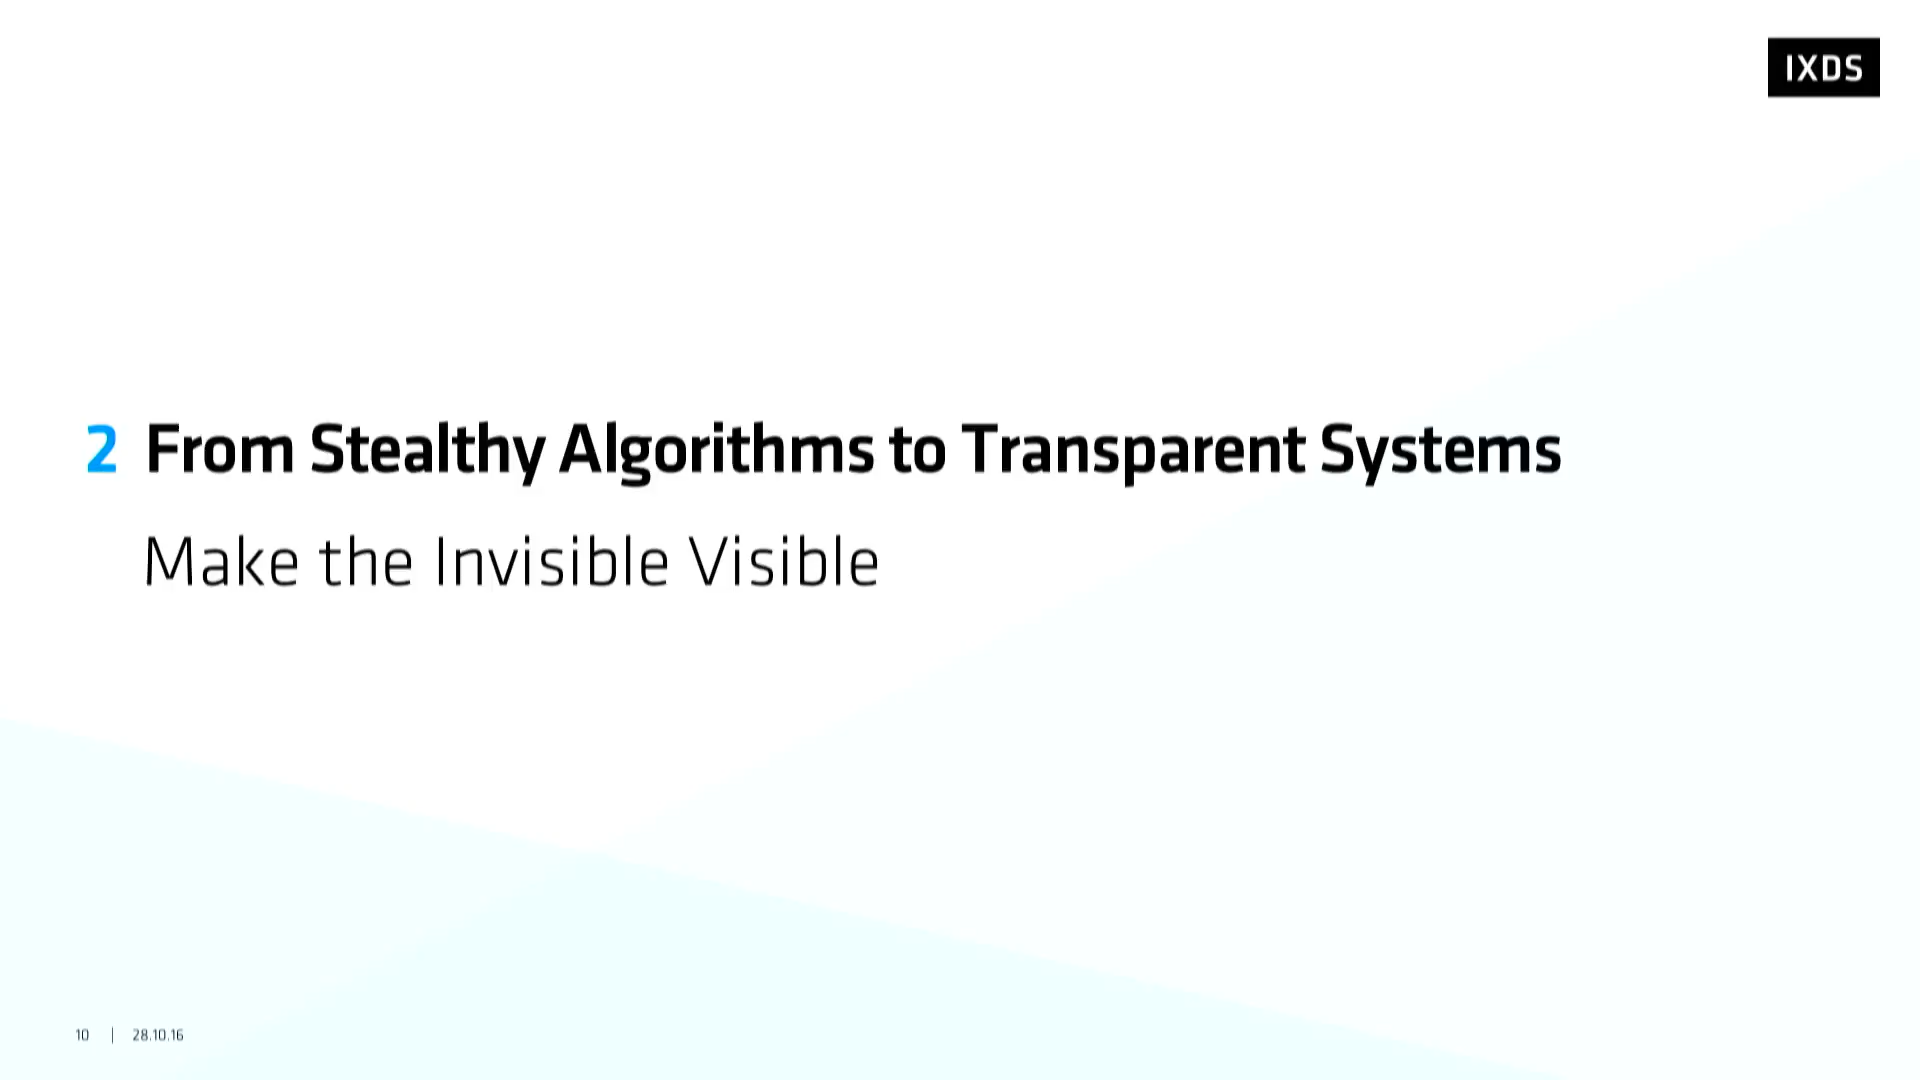 IXDS
2 From Stealthy Algorithms to Transparent Systems
Make the Invisible Visible
10 | 28.10.16